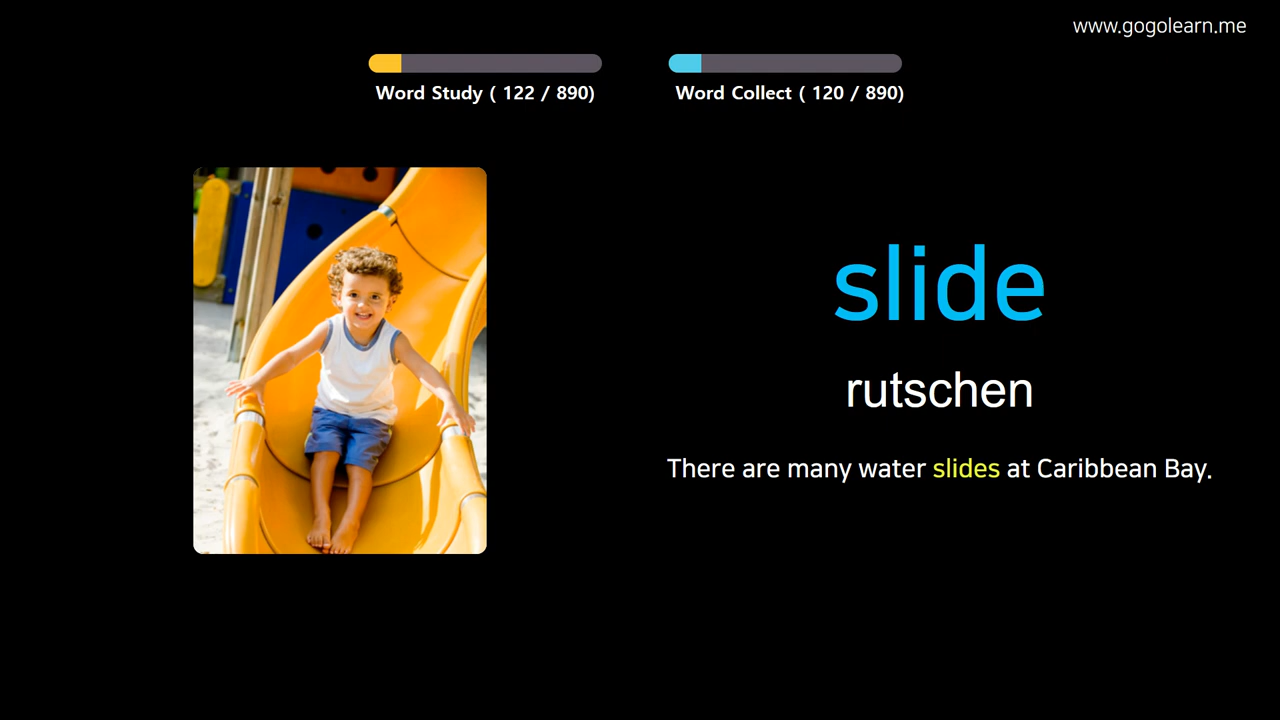 www.gogolearn.me
Word Study ( 122 / 890)
Word Collect ( 120 / 890)
slide
rutschen
There are many water slides at Caribbean Bay.